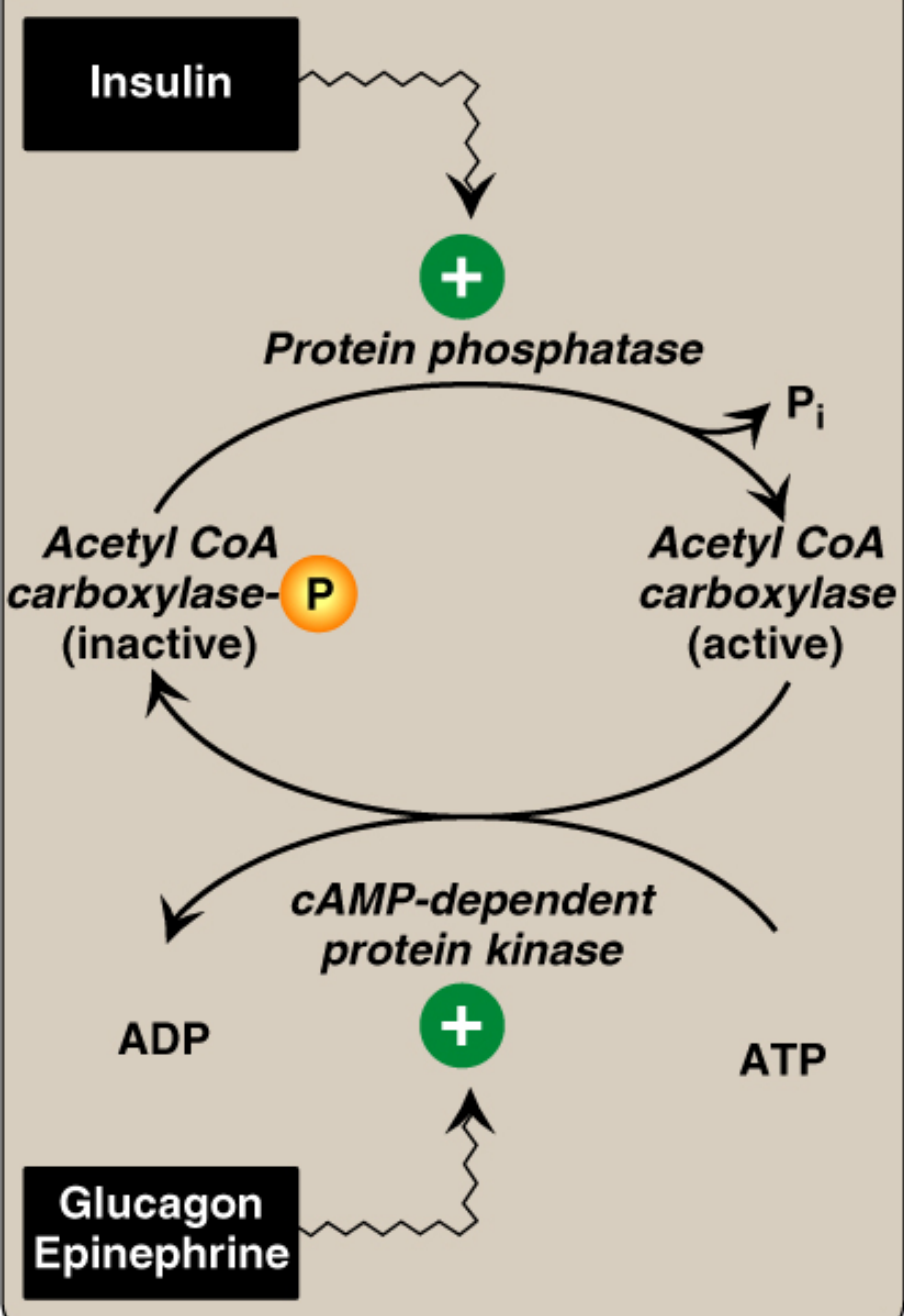 Insulin
+
Protein phosphatase
Pi
Acetyl CoA
carboxylase-P
(inactive)
Acetyl CoA
carboxylase
(active)
cAMP-dependent
protein kinase
+
ADP
ATP
Glucagon
Epinephrine